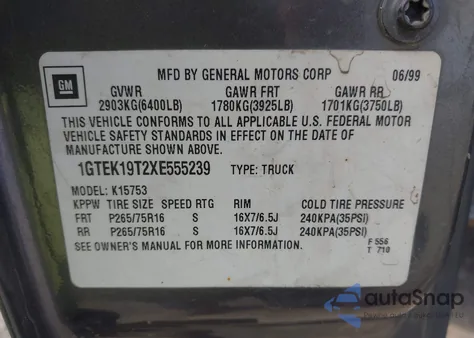 GM
MFD BY GENERAL MOTORS CORP 06/99
GVWR GAWR FRT GAWR RR
2903KG(6400LB) 1780KG(3925LB) 1701KG(3750LB)
THIS VEHICLE CONFORMS TO ALL APPLICABLE U.S. FEDERAL MOTOR
VEHICLE SAFETY STANDARDS IN EFFECT ON THE DATE OF
MANUFACTURE SHOWN ABOVE.
1GTEK19T2XE555239 TYPE: TRUCK
MODEL: K15753
KPPW TIRE SIZE SPEED RTG RIM COLD TIRE PRESSURE
FRT P265/75R16 S 16X7/6.5J 240KPA(35PSI)
RR P265/75R16 S 16X7/6.5J 240KPA(35PSI)
SEE OWNER'S MANUAL FOR MORE INFORMATION.
F 556
T 710
autoSnap